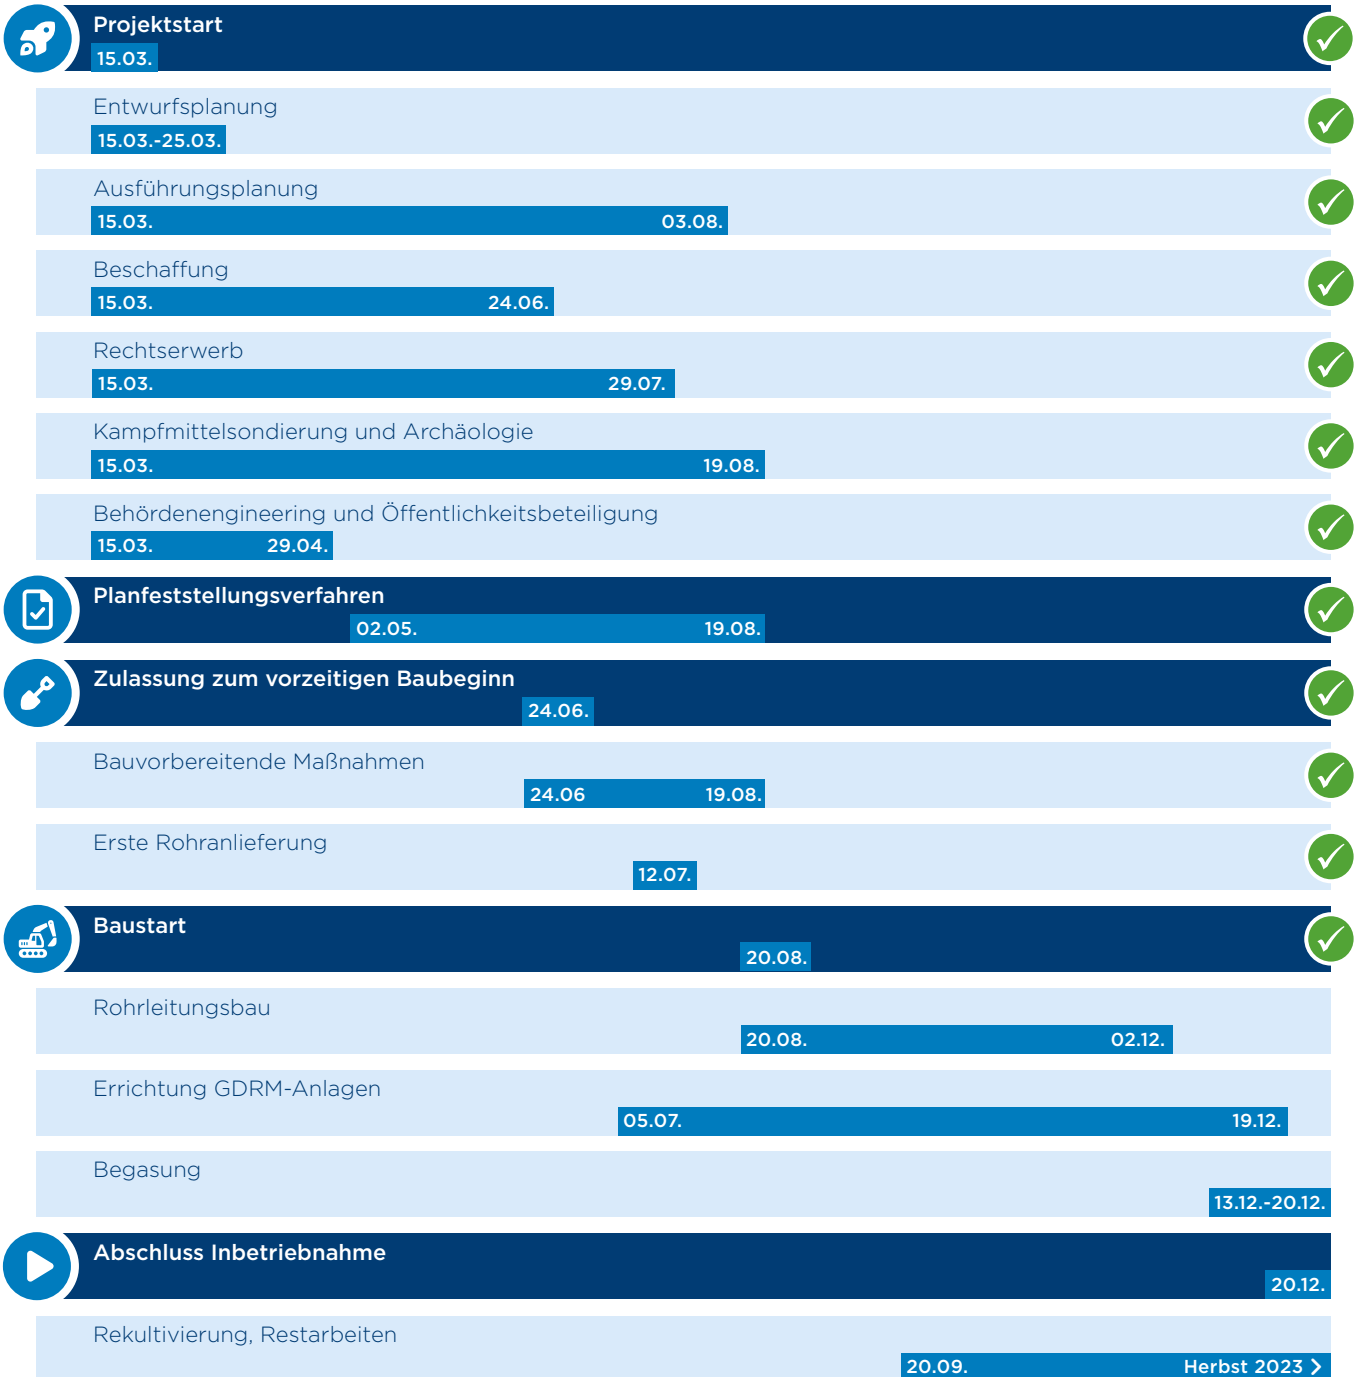 Projektstart
15.03.
Entwurfsplanung
15.03.-25.03.
Ausführungsplanung
15.03. 03.08.
Beschaffung
15.03. 24.06.
Rechtserwerb
15.03. 29.07.
Kampfmittelsondierung und Archäologie
15.03. 19.08.
Behördenengineering und Öffentlichkeitsbeteiligung
15.03. 29.04.
Planfeststellungsverfahren
02.05. 19.08.
Zulassung zum vorzeitigen Baubeginn
24.06.
Bauvorbereitende Maßnahmen
24.06 19.08.
Erste Rohranlieferung
12.07.
Baustart
20.08.
Rohrleitungsbau
20.08. 02.12.
Errichtung GDRM-Anlagen
05.07. 19.12.
Begasung
13.12.-20.12.
Abschluss Inbetriebnahme
20.12.
Rekultivierung, Restarbeiten
20.09. Herbst 2023